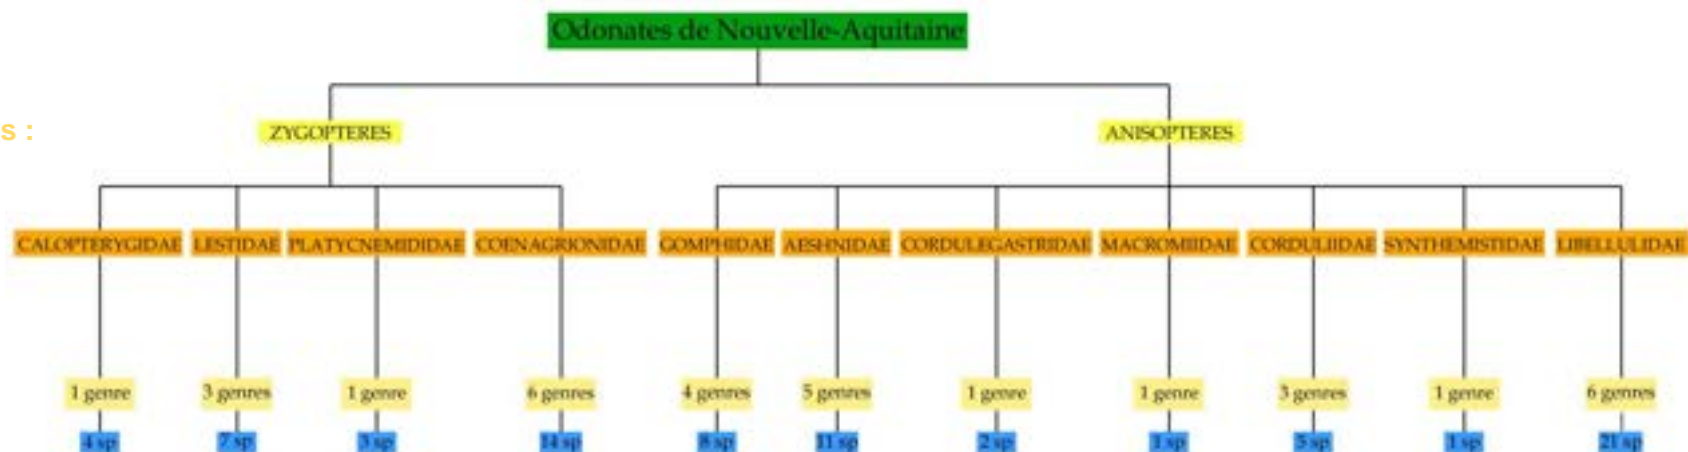 Odonates de Nouvelle-Aquitaine
s :
ZYGOPTERES ANISOPTERES
CALOPTERYGIDAE LESTIDAE PLATYCNEMIDIDAE COENAGRIONIDAE GOMPHIDAE AESHNIDAE CORDULEGASTRIDAE MACROMIIDAE CORDULIIDAE SYNTHEMISTIDAE LIBELLULIDAE
1 genre 3 genres 1 genre 6 genres 4 genres 5 genres 1 genre 1 genre 3 genres 1 genre 6 genres
4 sp 7 sp 3 sp 14 sp 8 sp 11 sp 2 sp 1 sp 5 sp 1 sp 21 sp